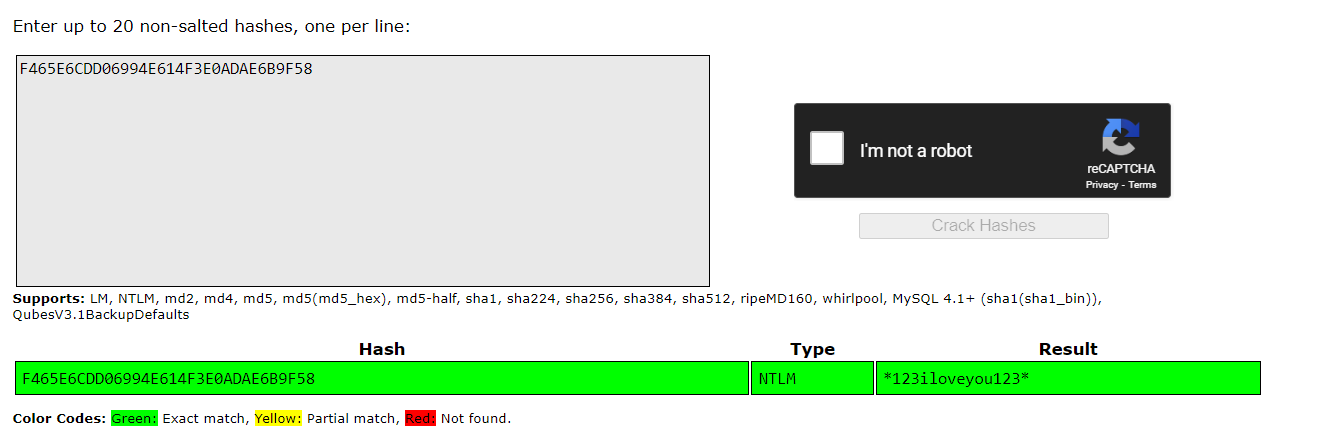 Enter up to 20 non-salted hashes, one per line:
F465E6CDD06994E614F3E0ADAE6B9F58
I'm not a robot
reCAPTCHA
Privacy - Terms
Crack Hashes
Supports: LM, NTLM, md2, md4, md5, md5(md5_hex), md5-half, sha1, sha224, sha256, sha384, sha512, ripeMD160, whirlpool, MySQL 4.1+ (sha1(sha1_bin)),
QubesV3.1BackupDefaults
Hash Type Result
F465E6CDD06994E614F3E0ADAE6B9F58 NTLM *123iloveyou123*
Color Codes: Green: Exact match, Yellow: Partial match, Red: Not found.